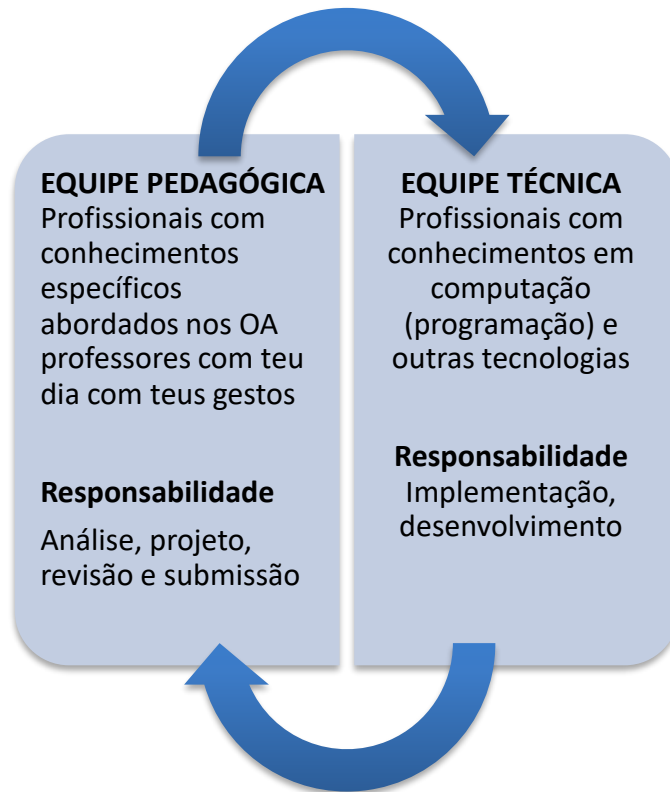 EQUIPE PEDAGÓGICA
Profissionais com
conhecimentos
específicos
abordados nos OA
professores com teu
dia com teus gestos
Responsabilidade
Análise, projeto,
revisão e submissão
EQUIPE TÉCNICA
Profissionais com
conhecimentos em
computação
(programação) e
outras tecnologias
Responsabilidade
Implementação,
desenvolvimento